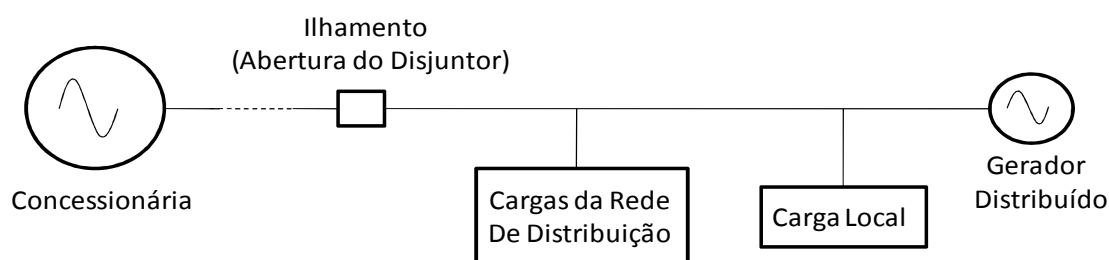 Ilhamento
(Abertura do Disjuntor)
Concessionária
Cargas da Rede
De Distribuição
Carga Local
Gerador
Distribuído